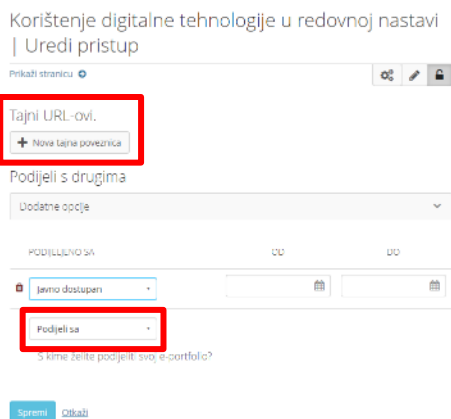 Korištenje digitalne tehnologije u redovnoj nastavi
| Uredi pristup
Prikaži stranicu
Tajni URL-ovi.
Nova tajna poveznica
Podijeli s drugima
Dodatne opcije
PODIJELJENO SA OD DO
Javno dostupan
Podijeli sa
S kime želite podijeliti svoj e-portfolio?
Spremi Otkaži